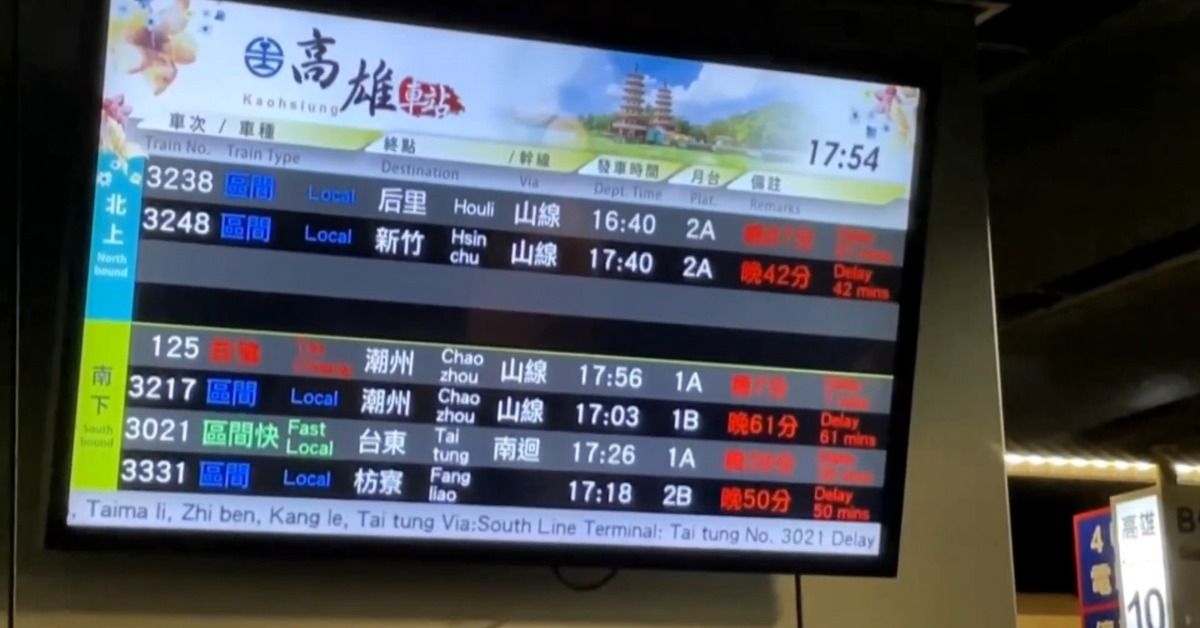 高雄車站
Kaohsiung
17:54
車次 / 車種 終點 / 幹線 發車時間 月台 備註
Train No. Train Type Destination Via Dept. Time Plat. Remarks
北上
North bound
3238 區間 Local 后里 Houli 山線 16:40 2A
3248 區間 Local 新竹 Hsin chu 山線 17:40 2A 晚42分 Delay 42 mins
南下
South bound
125 潮州 Chao zhou 山線 17:56 1A 晚7分
3217 區間 Local 潮州 Chao zhou 山線 17:03 1B 晚61分 Delay 61 mins
3021 區間快 Fast Local 台東 Tai tung 南迴 17:26 1A
3331 區間 Local 枋寮 Fang liao 17:18 2B 晚50分 Delay 50 mins
, Taima li, Zhi ben, Kang le, Tai tung Via:South Line Terminal: Tai tung No. 3021 Delay
4
電
高雄
10